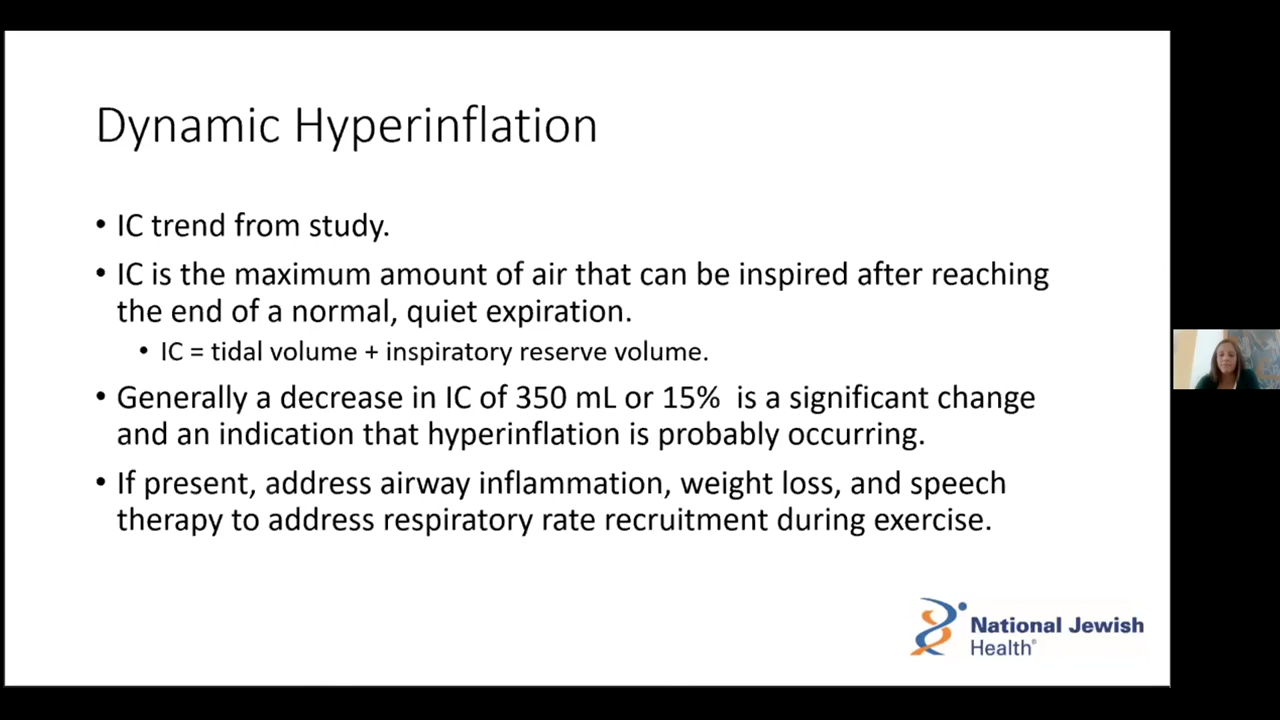 Dynamic Hyperinflation
• IC trend from study.
• IC is the maximum amount of air that can be inspired after reaching
the end of a normal, quiet expiration.
• IC = tidal volume + inspiratory reserve volume.
• Generally a decrease in IC of 350 mL or 15%  is a significant change
and an indication that hyperinflation is probably occurring.
• If present, address airway inflammation, weight loss, and speech
therapy to address respiratory rate recruitment during exercise.
National Jewish
Health®